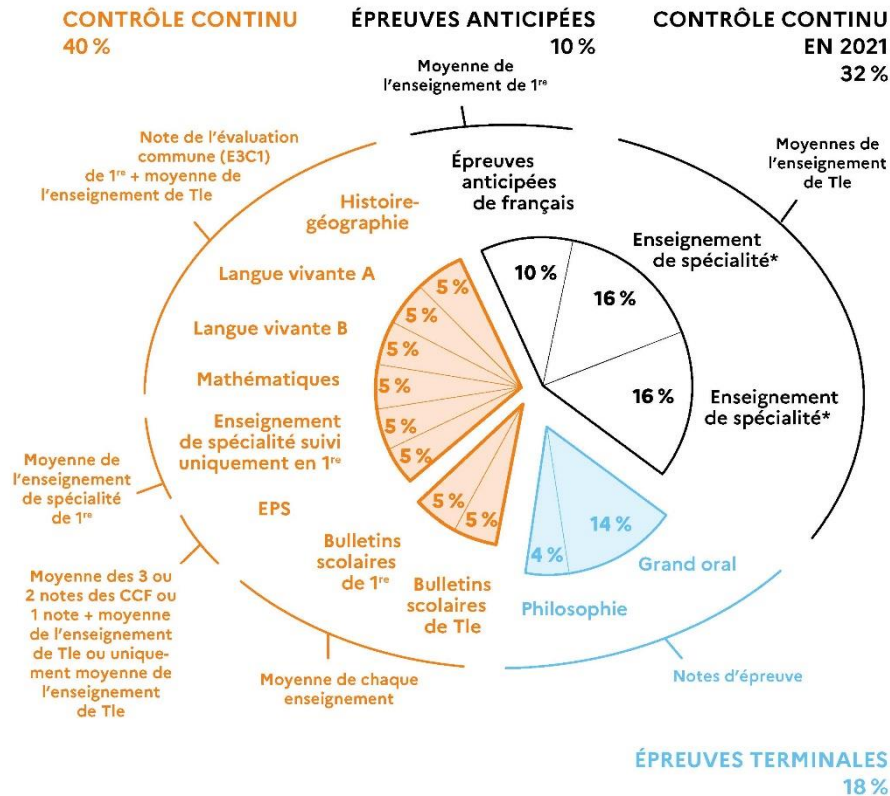 CONTRÔLE CONTINU
40 %
ÉPREUVES ANTICIPÉES
10 %
CONTRÔLE CONTINU
EN 2021
32 %
Moyenne de
l'enseignement de 1re
Note de l'évaluation
commune (E3C1)
de 1re + moyenne de
l'enseignement de Tle
Moyennes de
l'enseignement
de Tle
Épreuves
anticipées
de français
Histoire-
géographie
Enseignement
de spécialité*
Langue vivante A
Langue vivante B
Mathématiques
Enseignement
de spécialité suivi
uniquement en 1re
EPS
Bulletins
scolaires
de 1re
Bulletins
scolaires
de Tle
5 %
5 %
5 %
5 %
5 %
5 %
5 %
5 %
10 %
16 %
16 %
Enseignement
de spécialité*
14 %
4 %
Grand oral
Philosophie
Moyenne de
l'enseignement
de spécialité
de 1re
Moyenne des 3 ou
2 notes des CCF ou
1 note + moyenne
de l'enseignement
de Tle ou unique-
ment moyenne de
l'enseignement
de Tle
Moyenne de chaque
enseignement
Notes d'épreuve
ÉPREUVES TERMINALES
18 %